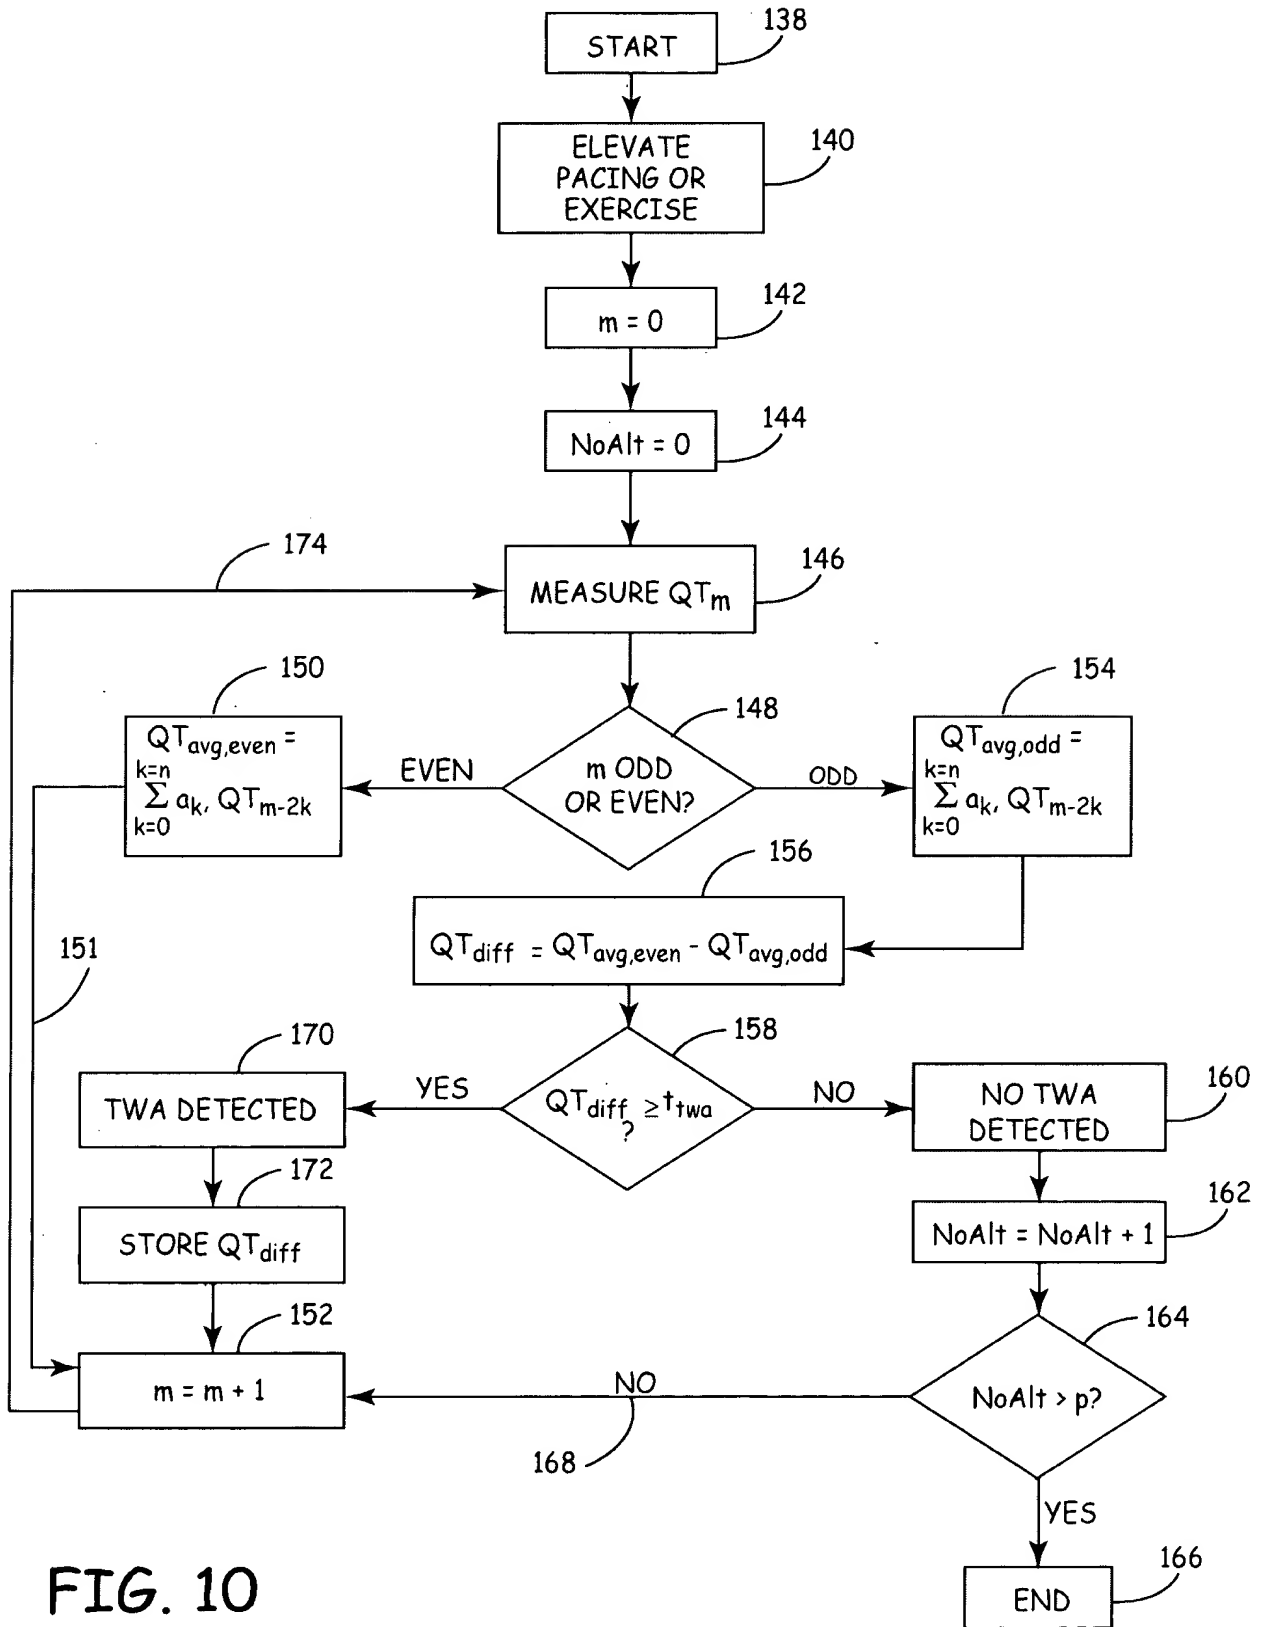 START
138
ELEVATE
PACING OR
EXERCISE
140
m = 0
142
NoAlt = 0
144
174
MEASURE QTm
146
150
QTavg,even =
k=n
Σ ak, QTm-2k
k=0
EVEN
m ODD
OR EVEN?
148
ODD
154
QTavg,odd =
k=n
Σ ak, QTm-2k
k=0
156
QTdiff = QTavg,even - QTavg,odd
151
170
TWA DETECTED
YES
QTdiff ≥ ttwa
?
158
NO
NO TWA
DETECTED
160
172
STORE QTdiff
NoAlt = NoAlt + 1
162
152
m = m + 1
NO
168
NoAlt > p?
164
YES
END
166
FIG. 10